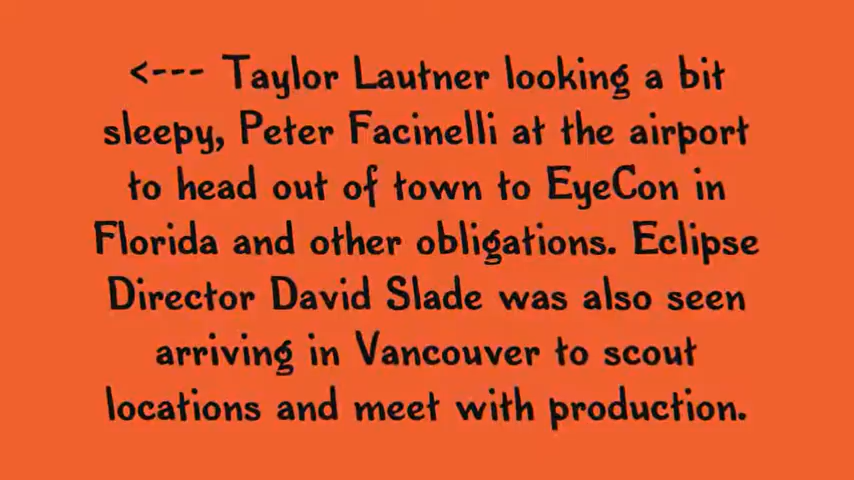 <--- Taylor Lautner looking a bit
sleepy, Peter Facinelli at the airport
to head out of town to EyeCon in
Florida and other obligations. Eclipse
Director David Slade was also seen
arriving in Vancouver to scout
locations and meet with production.